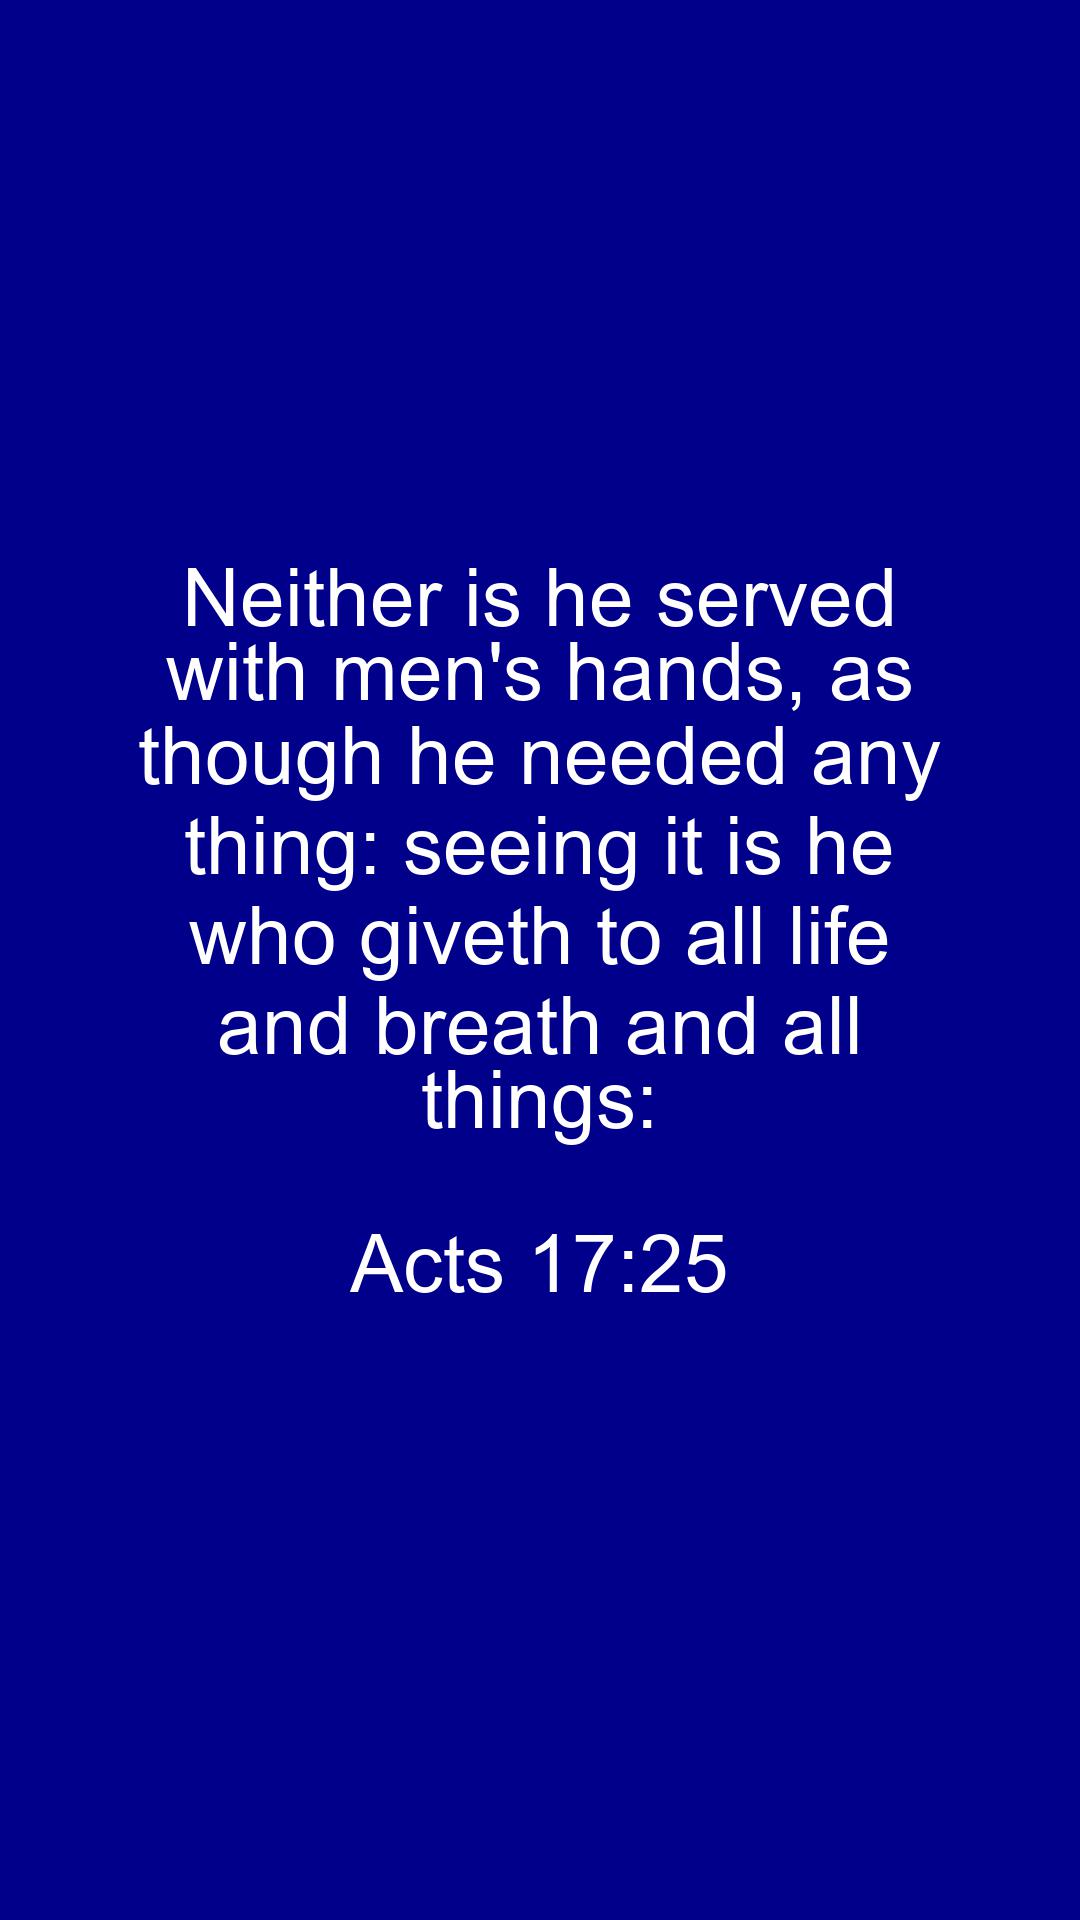 Neither is he served
with men's hands, as
though he needed any
thing: seeing it is he
who giveth to all life
and breath and all
things:
Acts 17:25